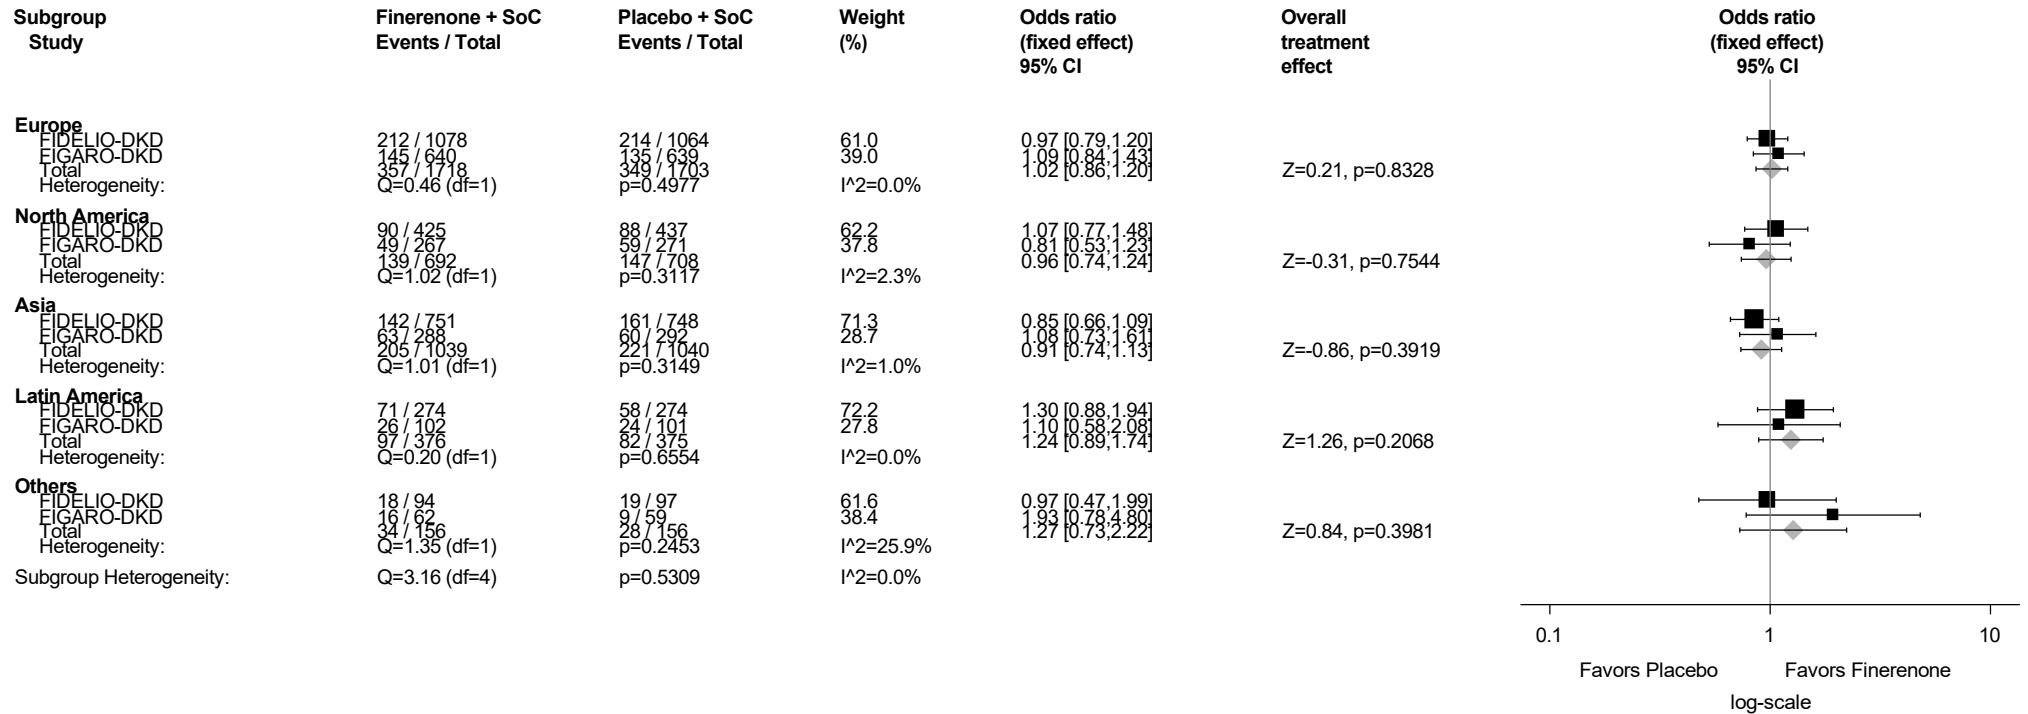 Subgroup Finerenone + SoC Placebo + SoC Weight Odds ratio Overall Odds ratio
Study Events / Total Events / Total (%) (fixed effect) treatment (fixed effect)
95% CI effect 95% CI
Europe
FIDELIO-DKD 212 / 1078 214 / 1064 61.0 0.97 [0.79,1.20]
FIGARO-DKD 145 / 640 135 / 639 39.0 1.09 [0.84,1.43]
Total 357 / 1718 349 / 1703 1.02 [0.86,1.20] Z=0.21, p=0.8328
Heterogeneity: Q=0.46 (df=1) p=0.4977 I^2=0.0%
North America
FIDELIO-DKD 90 / 425 88 / 437 62.2 1.07 [0.77,1.48]
FIGARO-DKD 49 / 267 59 / 271 37.8 0.81 [0.53,1.23]
Total 139 / 692 147 / 708 0.96 [0.74,1.24] Z=-0.31, p=0.7544
Heterogeneity: Q=1.02 (df=1) p=0.3117 I^2=2.3%
Asia
FIDELIO-DKD 142 / 751 161 / 748 71.3 0.85 [0.66,1.09]
FIGARO-DKD 63 / 288 60 / 292 28.7 1.08 [0.73,1.61]
Total 205 / 1039 221 / 1040 0.91 [0.74,1.13] Z=-0.86, p=0.3919
Heterogeneity: Q=1.01 (df=1) p=0.3149 I^2=1.0%
Latin America
FIDELIO-DKD 71 / 274 58 / 274 72.2 1.30 [0.88,1.94]
FIGARO-DKD 26 / 102 24 / 101 27.8 1.10 [0.58,2.08]
Total 97 / 376 82 / 375 1.24 [0.89,1.74] Z=1.26, p=0.2068
Heterogeneity: Q=0.20 (df=1) p=0.6554 I^2=0.0%
Others
FIDELIO-DKD 18 / 94 19 / 97 61.6 0.97 [0.47,1.99]
FIGARO-DKD 16 / 62 9 / 59 38.4 1.93 [0.78,4.80]
Total 34 / 156 28 / 156 1.27 [0.73,2.22] Z=0.84, p=0.3981
Heterogeneity: Q=1.35 (df=1) p=0.2453 I^2=25.9%
Subgroup Heterogeneity: Q=3.16 (df=4) p=0.5309 I^2=0.0%
0.1 1 10
Favors Placebo Favors Finerenone
log-scale